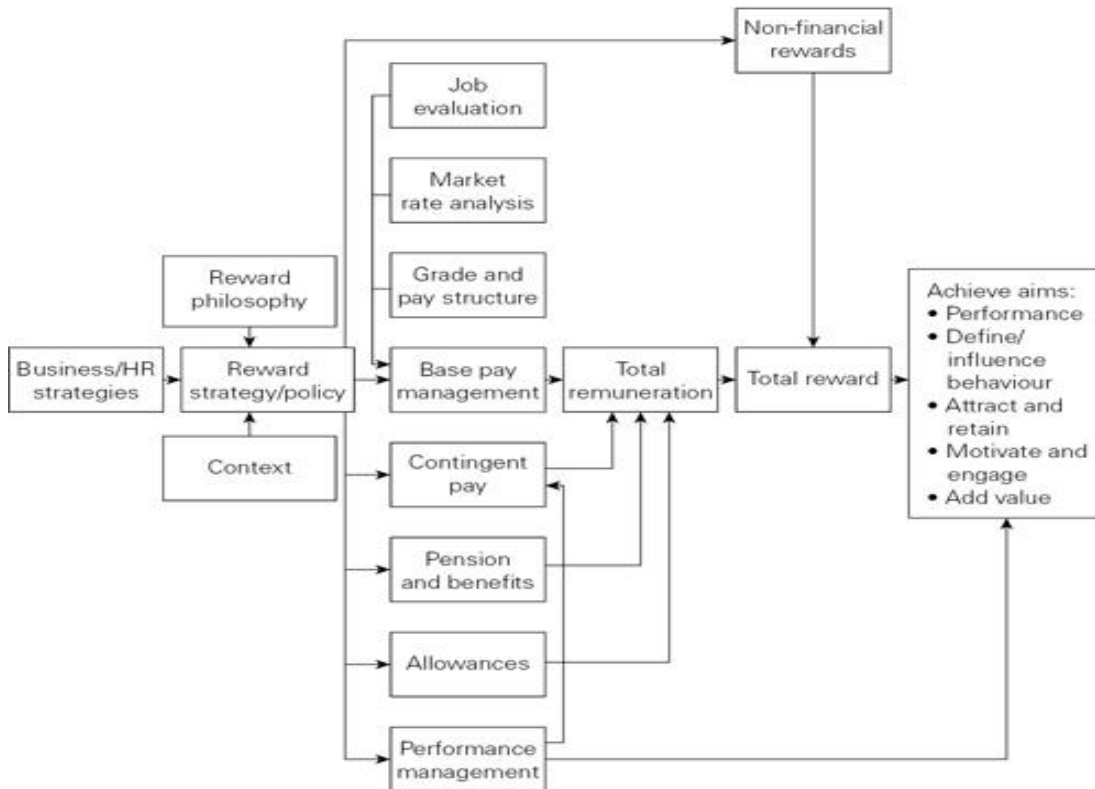 Non-financial
rewards
Job
evaluation
Market
rate analysis
Grade and
pay structure
Reward
philosophy
Business/HR
strategies
Reward
strategy/policy
Context
Base pay
management
Total
remuneration
Total reward
Achieve aims:
• Performance
• Define/
influence
behaviour
• Attract and
retain
• Motivate and
engage
• Add value
Contingent
pay
Pension
and benefits
Allowances
Performance
management